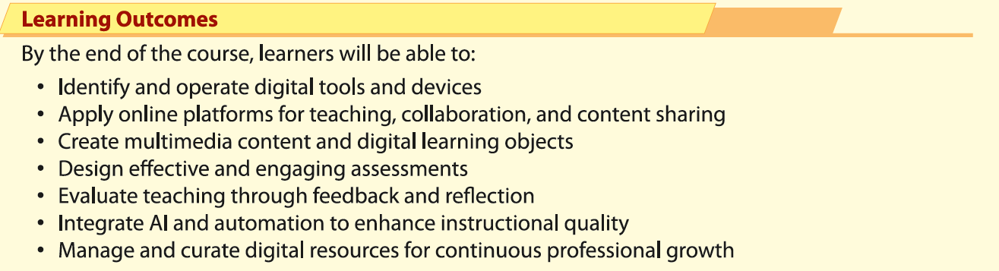 Learning Outcomes
By the end of the course, learners will be able to:
• Identify and operate digital tools and devices
• Apply online platforms for teaching, collaboration, and content sharing
• Create multimedia content and digital learning objects
• Design effective and engaging assessments
• Evaluate teaching through feedback and reflection
• Integrate AI and automation to enhance instructional quality
• Manage and curate digital resources for continuous professional growth